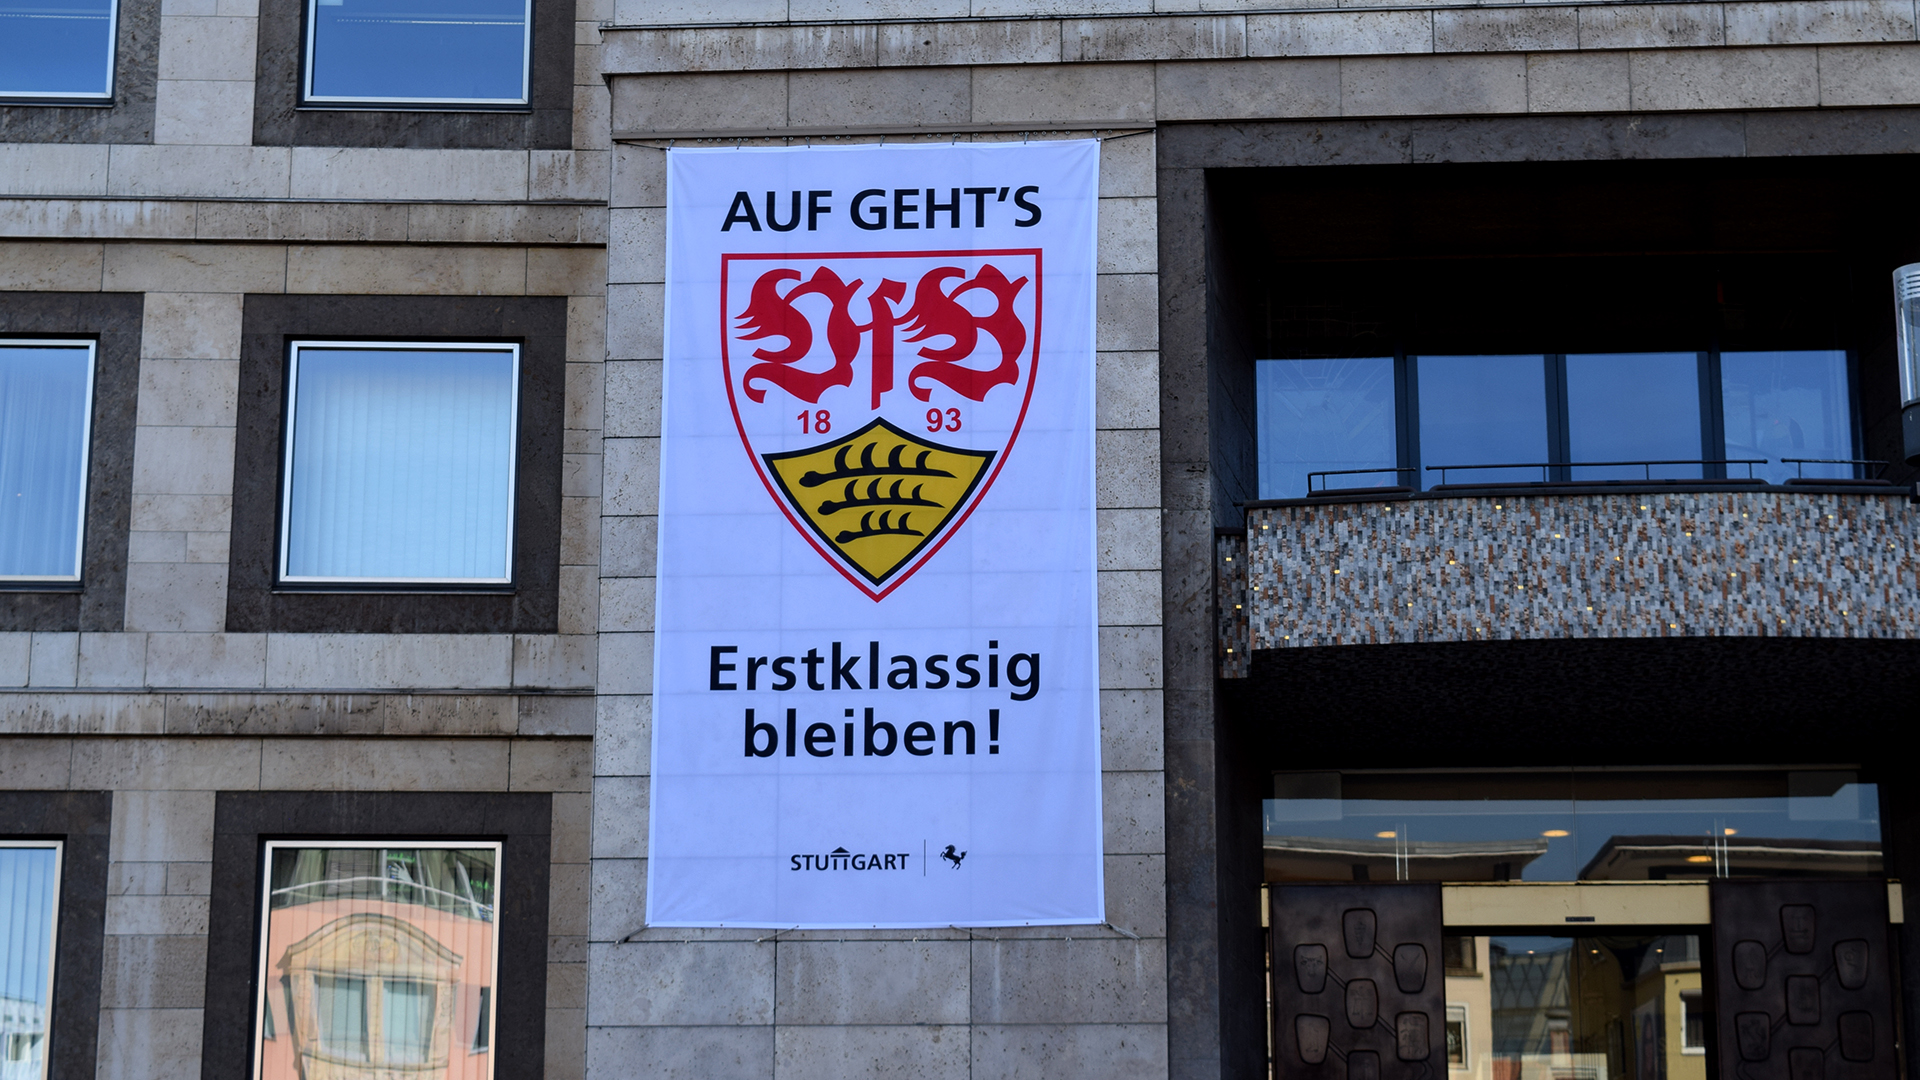 AUF GEHT'S
VfB
18 93
Erstklassig
bleiben!
STUTTGART